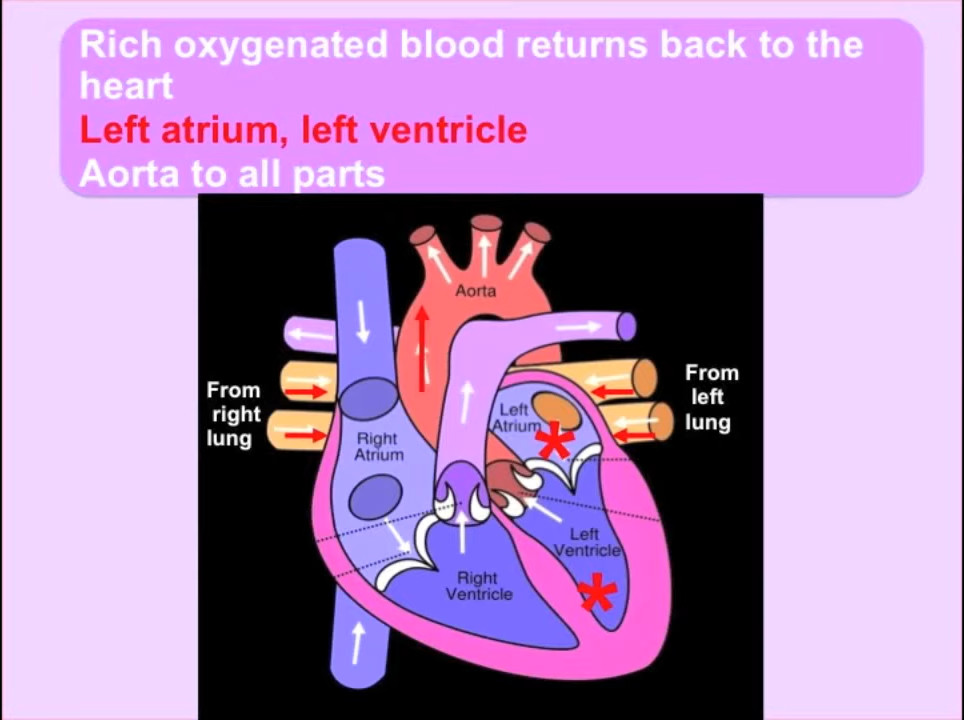 Rich oxygenated blood returns back to the
heart
Left atrium, left ventricle
Aorta to all parts
Aorta
From
right
lung
From
left
lung
Right
Atrium
Left
Atrium
Left
Ventricle
Right
Ventricle